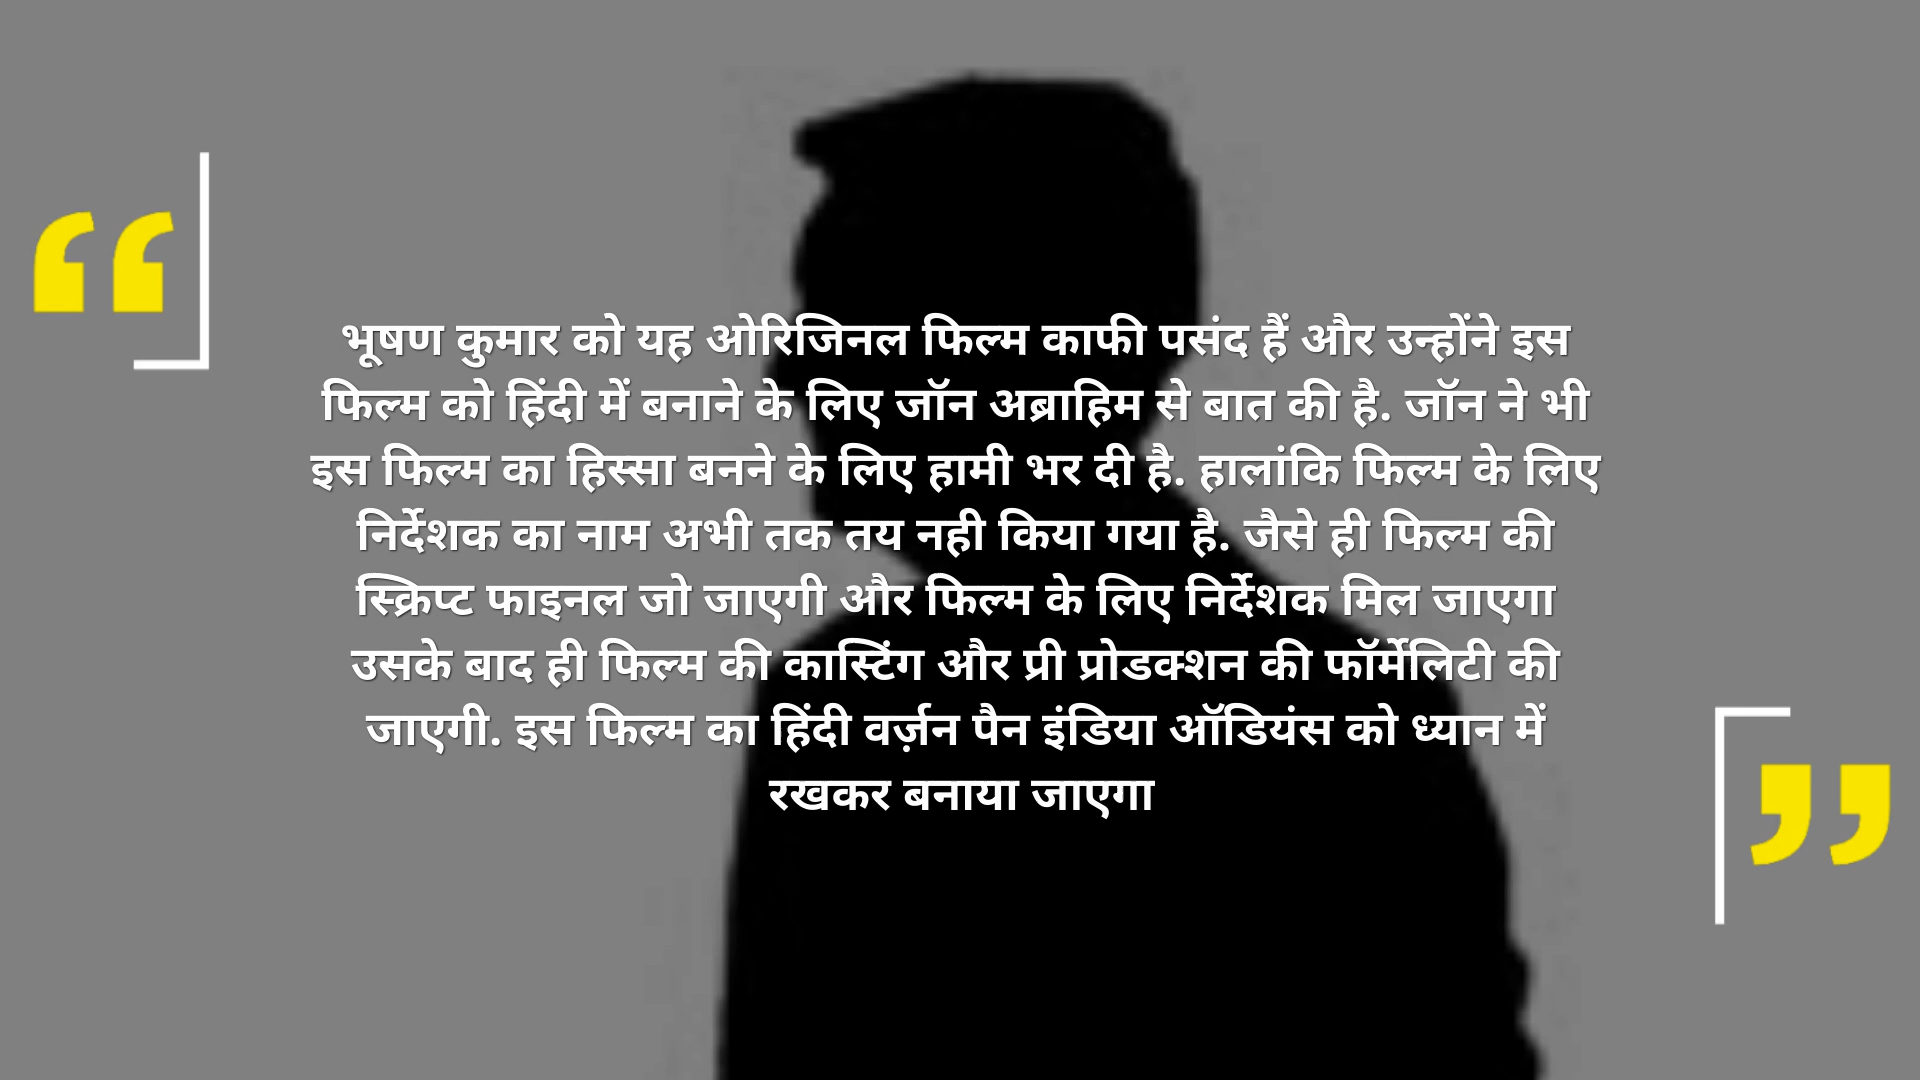 भूषण कुमार को यह ओरिजिनल फिल्म काफी पसंद हैं और उन्होंने इस
फिल्म को हिंदी में बनाने के लिए जॉन अब्राहिम से बात की है. जॉन ने भी
इस फिल्म का हिस्सा बनने के लिए हामी भर दी है. हालांकि फिल्म के लिए
निर्देशक का नाम अभी तक तय नही किया गया है. जैसे ही फिल्म की
स्क्रिप्ट फाइनल जो जाएगी और फिल्म के लिए निर्देशक मिल जाएगा
उसके बाद ही फिल्म की कास्टिंग और प्री प्रोडक्शन की फॉर्मेलिटी की
जाएगी. इस फिल्म का हिंदी वर्ज़न पैन इंडिया ऑडियंस को ध्यान में
रखकर बनाया जाएगा